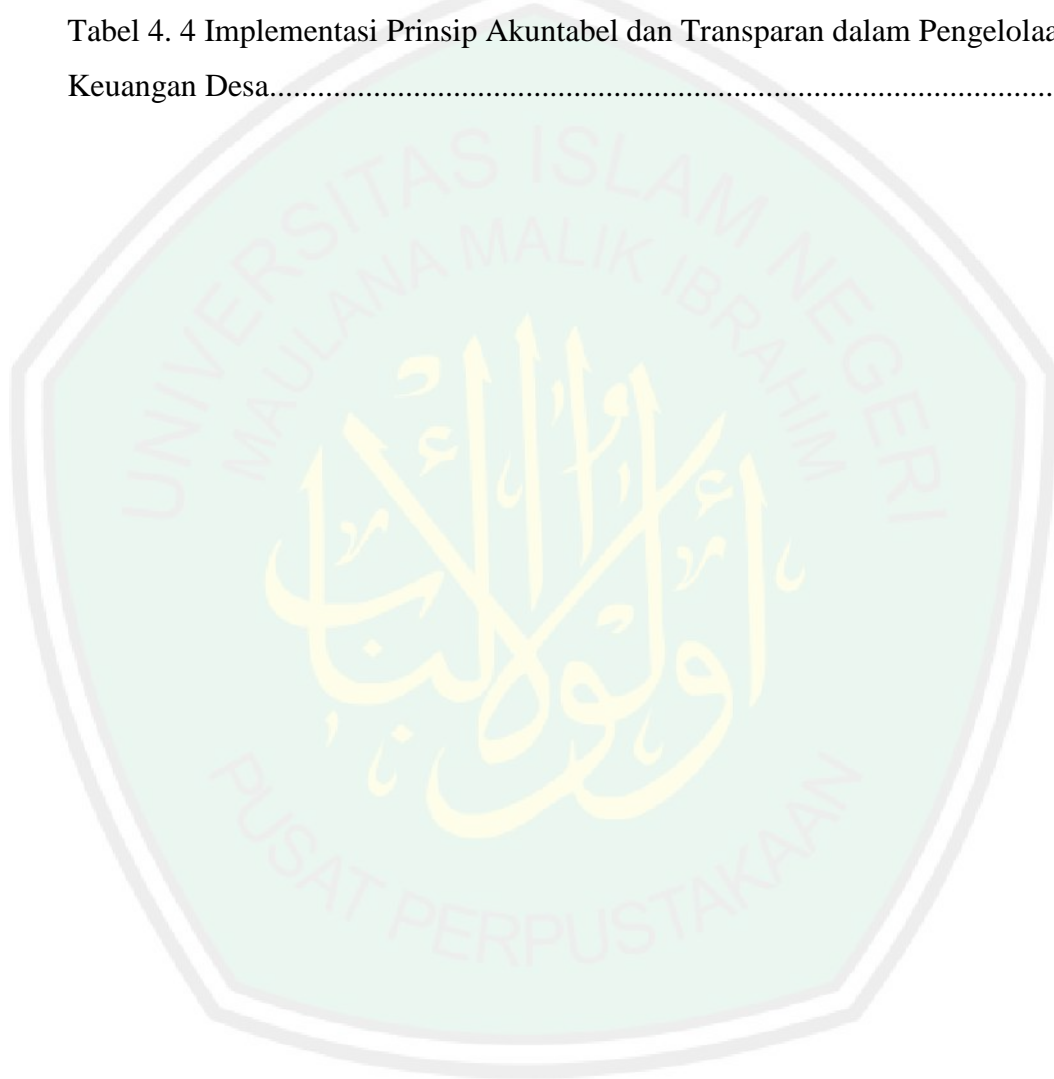 Tabel 4. 4 Implementasi Prinsip Akuntabel dan Transparan dalam Pengelolaa
Keuangan Desa................................................................................................
UNIVERSITAS ISLAM NEGERI
MAULANA MALIK IBRAHIM
أولوا الألباب
PUSAT PERPUSTAKAAN